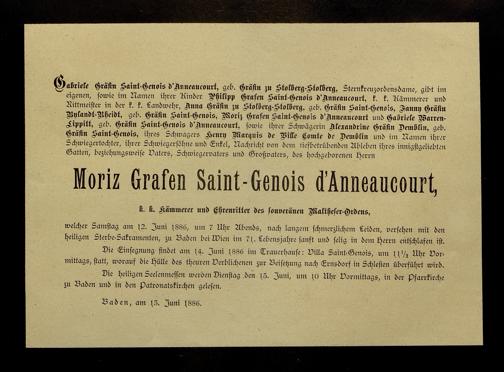 Gabriele Gräfin Saint-Genois d'Anneaucourt, geb. Gräfin zu Stolberg-Stolberg, Sternkreuzordensdame, gibt im
eigenen, sowie im Namen ihrer Kinder Philipp Grafen Saint-Genois d'Anneaucourt, k. k. Kämmerer und
Rittmeister in der k. k. Landwehr, Anna Gräfin zu Stolberg-Stolberg, geb. Gräfin Saint-Genois, Fanny Gräfin
Bylandt-Rheidt, geb. Gräfin Saint-Genois, Moriz Grafen Saint-Genois d'Anneaucourt und Gabriele Warren-
Lippitt, geb. Gräfin Saint-Genois d'Anneaucourt, sowie ihrer Schwägerin Alexandrine Gräfin Demblin, geb.
Gräfin Saint-Genois, ihres Schwagers Henry Marquis de Ville Comte de Demblin und im Namen ihrer
Schwiegertochter, ihrer Schwiegersöhne und Enkel, Nachricht von dem tiefbetrübenden Ableben ihres innigstgeliebten
Gatten, beziehungsweise Vaters, Schwiegervaters und Großvaters, des hochgeborenen Herrn
Moriz Grafen Saint-Genois d'Anneaucourt,
k. k. Kämmerer und Ehrenritter des souveränen Maltheser-Ordens,
welcher Samstag am 12. Juni 1886, um 7 Uhr Abends, nach langem schmerzlichem Leiden, versehen mit den
heiligen Sterbe-Sakramenten, zu Baden bei Wien im 71. Lebensjahre sanft und selig in dem Herrn entschlafen ist.
Die Einsegnung findet am 14. Juni 1886 im Trauerhause: Villa Saint-Genois, um Uhr Vor-
mittags, statt, worauf die Hülle des theuren Verblichenen zur Beisetzung nach Ernsdorf in Schlesien überführt wird.
Die heiligen Seelenmessen werden Dienstag den 15. Juni, um 10 Uhr Vormittags, in der Pfarrkirche
zu Baden und in den Patronatskirchen gelesen.
Baden, am 13. Juni 1886.